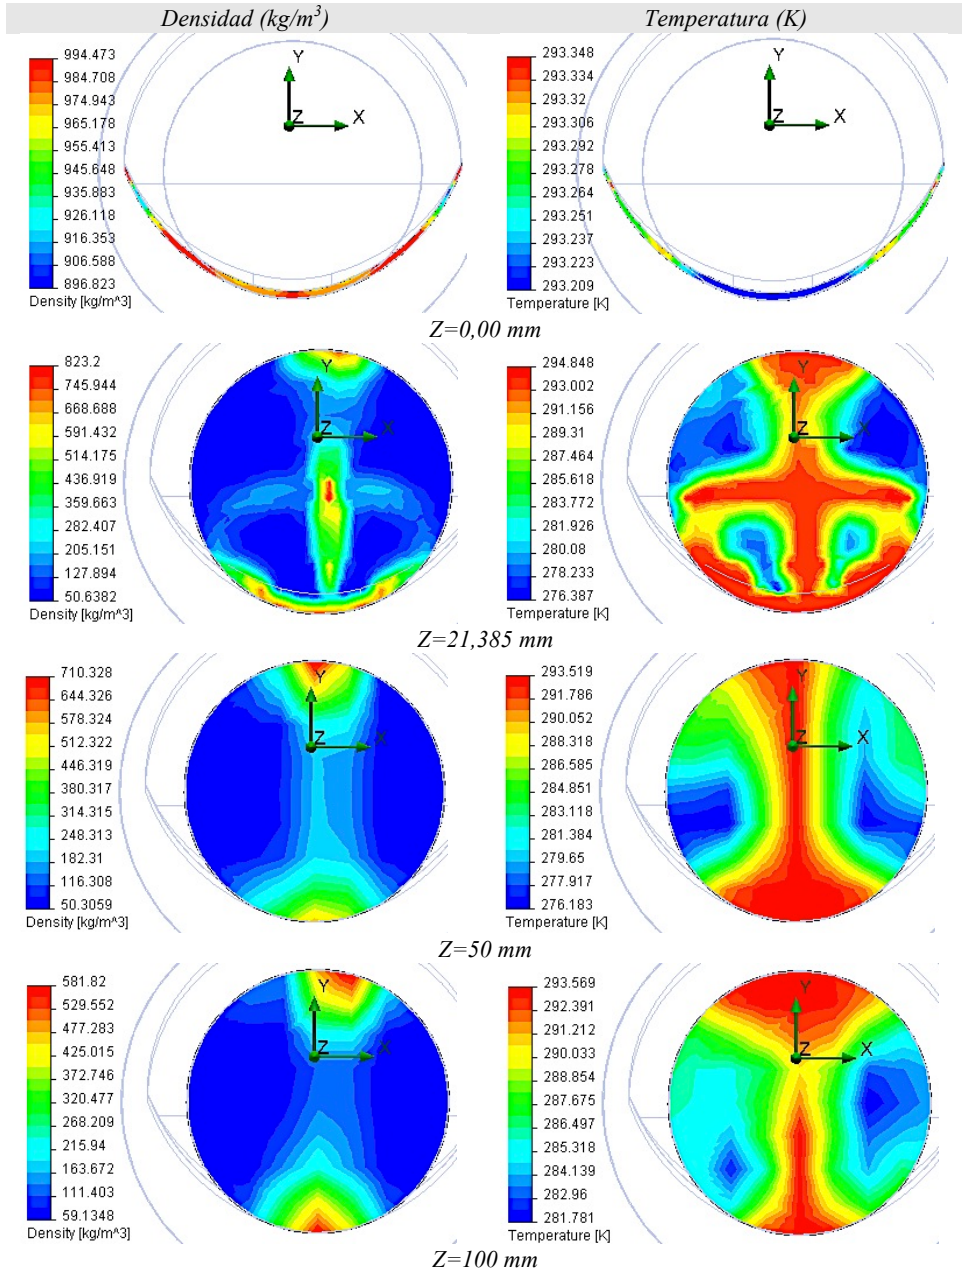 Densidad (kg/m³) Temperatura (K)
994.473
984.708
974.943
965.178
955.413
945.648
935.883
926.118
916.353
906.588
896.823
Density [kg/m^3]
Y
Z
X
293.348
293.334
293.32
293.306
293.292
293.278
293.264
293.251
293.237
293.223
293.209
Temperature [K]
Y
Z
X
Z=0,00 mm
823.2
745.944
668.688
591.432
514.175
436.919
359.663
282.407
205.151
127.894
50.6382
Density [kg/m^3]
Y
Z
X
294.848
293.002
291.156
289.31
287.464
285.618
283.772
281.926
280.08
278.233
276.387
Temperature [K]
Y
Z
X
Z=21,385 mm
710.328
644.326
578.324
512.322
446.319
380.317
314.315
248.313
182.31
116.308
50.3059
Density [kg/m^3]
Y
Z
X
293.519
291.786
290.052
288.318
286.585
284.851
283.118
281.384
279.65
277.917
276.183
Temperature [K]
Y
Z
X
Z=50 mm
581.82
529.552
477.283
425.015
372.746
320.477
268.209
215.94
163.672
111.403
59.1348
Density [kg/m^3]
Y
Z
X
293.569
292.391
291.212
290.033
288.854
287.675
286.497
285.318
284.139
282.96
281.781
Temperature [K]
Y
Z
X
Z=100 mm